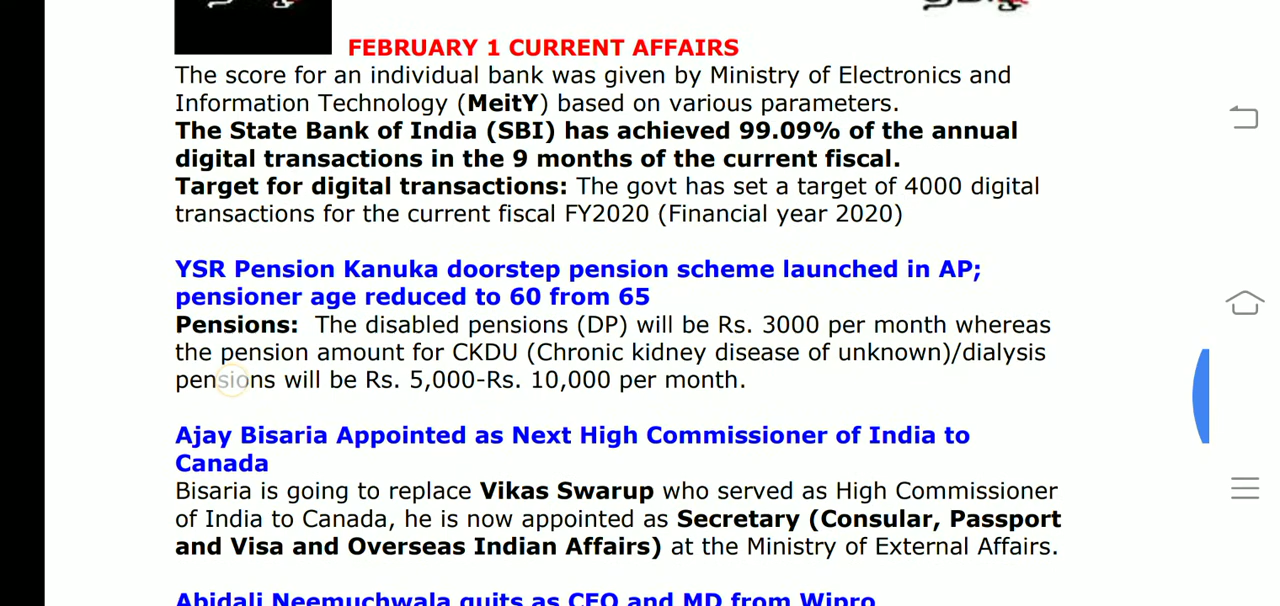 FEBRUARY 1 CURRENT AFFAIRS
The score for an individual bank was given by Ministry of Electronics and
Information Technology (MeitY) based on various parameters.
The State Bank of India (SBI) has achieved 99.09% of the annual
digital transactions in the 9 months of the current fiscal.
Target for digital transactions: The govt has set a target of 4000 digital
transactions for the current fiscal FY2020 (Financial year 2020)
YSR Pension Kanuka doorstep pension scheme launched in AP;
pensioner age reduced to 60 from 65
Pensions: The disabled pensions (DP) will be Rs. 3000 per month whereas
the pension amount for CKDU (Chronic kidney disease of unknown)/dialysis
pensions will be Rs. 5,000-Rs. 10,000 per month.
Ajay Bisaria Appointed as Next High Commissioner of India to
Canada
Bisaria is going to replace Vikas Swarup who served as High Commissioner
of India to Canada, he is now appointed as Secretary (Consular, Passport
and Visa and Overseas Indian Affairs) at the Ministry of External Affairs.
Abidali Neemuchwala quits as CEO and MD from Wipro